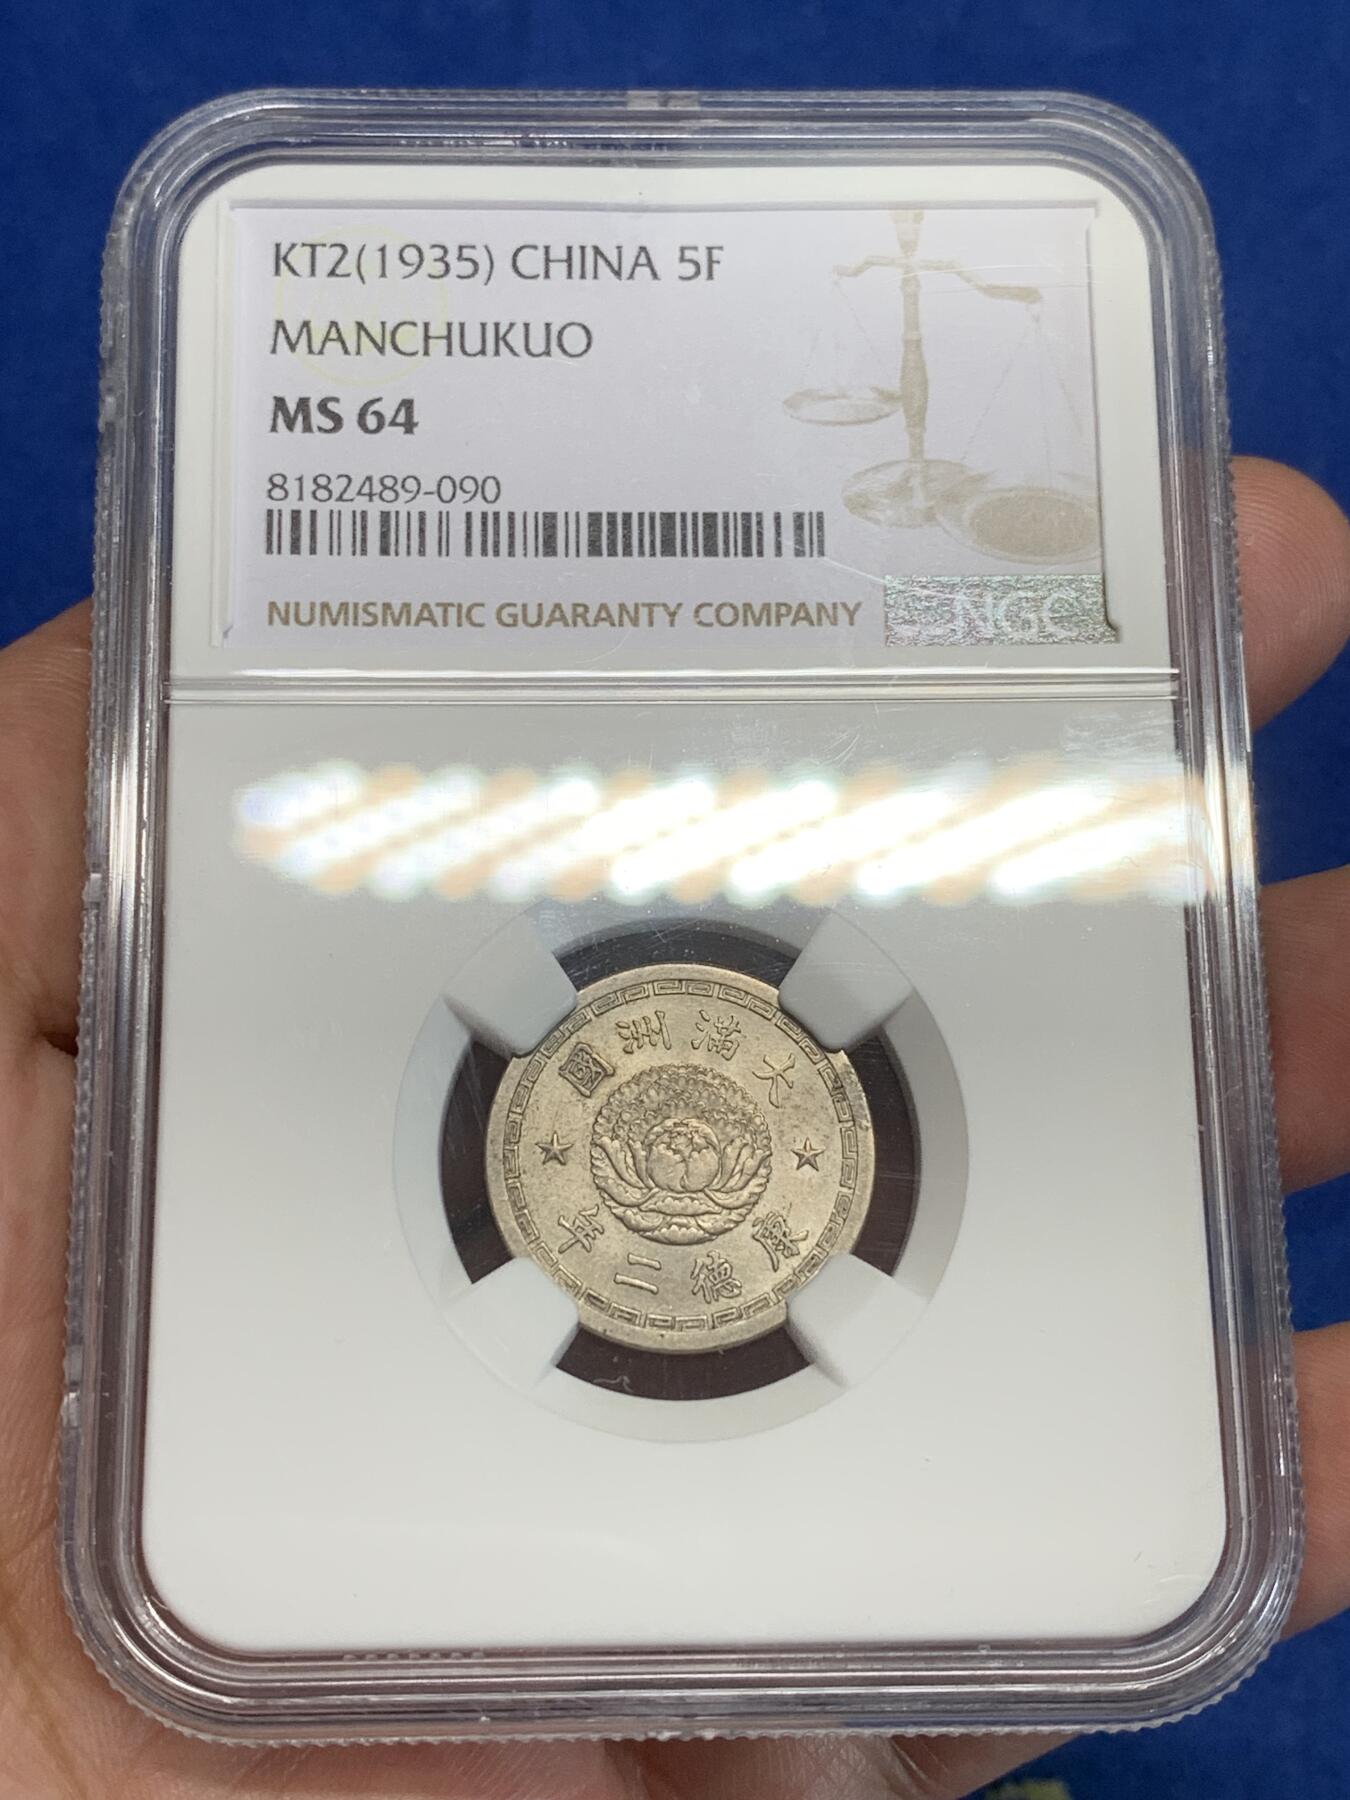 KT2(1935) CHINA 5F
MANCHUKUO
MS 64
8182489-090
NUMISMATIC GUARANTY COMPANY
NGC
大滿洲國
康德二年